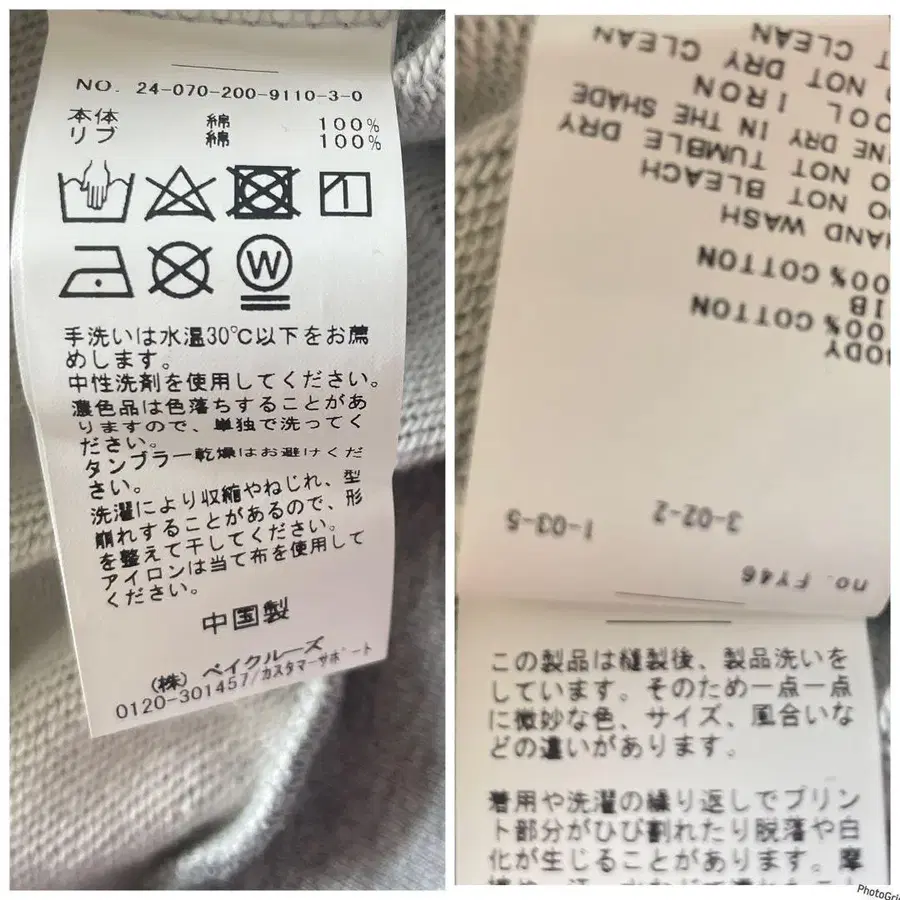 NO. 24-070-200-9110-3-0
本体 綿 100%
リブ 綿 100%
W
手洗いは水温30℃以下をお薦
めします。
中性洗剤を使用してください。
濃色品は色落ちすることがあ
りますので、単独で洗ってく
ださい。
タンブラー乾燥はお避けくだ
さい。
洗濯により収縮やねじれ、型
崩れすることがあるので、形
を整えて干してください。
アイロンは当て布を使用して
ください。
中国製
(株) ベイクルーズ
0120-301457/カスタマーサポート
no. FY46
1-03-5 3-02-2
BODY
100% COTTON
RIB
100% COTTON
HAND WASH
DO NOT BLEACH
DO NOT TUMBLE DRY
LINE DRY IN THE SHADE
COOL IRON
DO NOT DRY CLEAN
NOT WET CLEAN
この製品は縫製後、製品洗いを
しています。そのため一点一点
に微妙な色、サイズ、風合いな
どの違いがあります。
着用や洗濯の繰り返しでプリン
ト部分がひび割れたり脱落や白
化が生じることがあります。摩
PhotoGrid